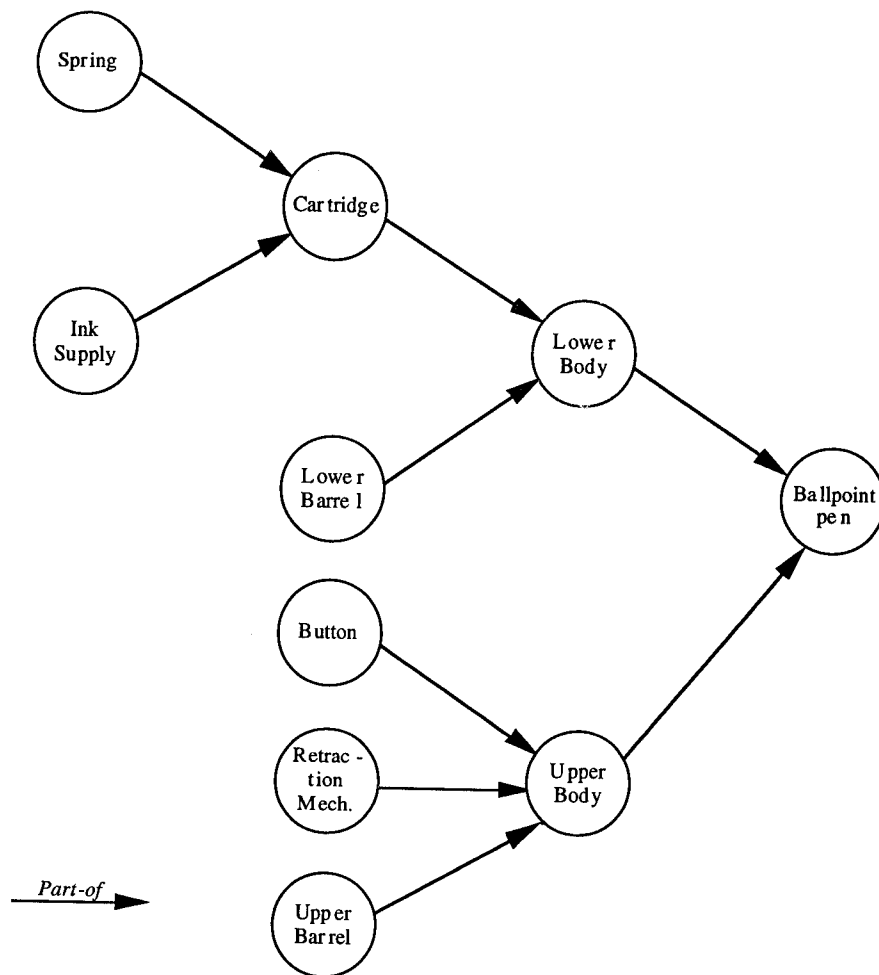 Spring
Cartridge
Ink
Supply
Lower
Body
Lower
Barrel
Ballpoint
pen
Button
Retrac-
tion
Mech.
Upper
Body
Part-of
Upper
Barrel